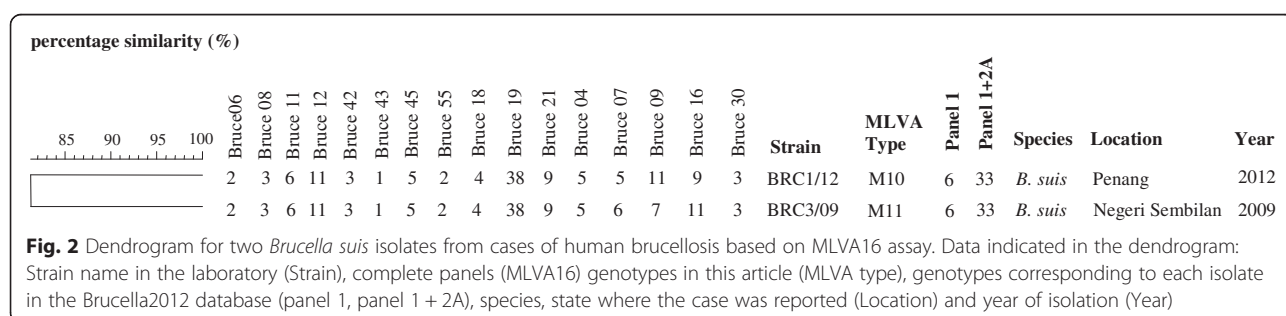 percentage similarity (%)
85 90 95 100 Bruce06 Bruce 08 Bruce 11 Bruce 12 Bruce 42 Bruce 43 Bruce 45 Bruce 55 Bruce 18 Bruce 19 Bruce 21 Bruce 04 Bruce 07 Bruce 09 Bruce 16 Bruce 30 Strain MLVA Type Panel 1 Panel 1+2A Species Location Year
2 3 6 11 3 1 5 2 4 38 9 5 5 11 9 3 BRC1/12 M10 6 33 B. suis Penang 2012
2 3 6 11 3 1 5 2 4 38 9 5 6 7 11 3 BRC3/09 M11 6 33 B. suis Negeri Sembilan 2009
Fig. 2 Dendrogram for two Brucella suis isolates from cases of human brucellosis based on MLVA16 assay. Data indicated in the dendrogram:
Strain name in the laboratory (Strain), complete panels (MLVA16) genotypes in this article (MLVA type), genotypes corresponding to each isolate
in the Brucella2012 database (panel 1, panel 1 + 2A), species, state where the case was reported (Location) and year of isolation (Year)